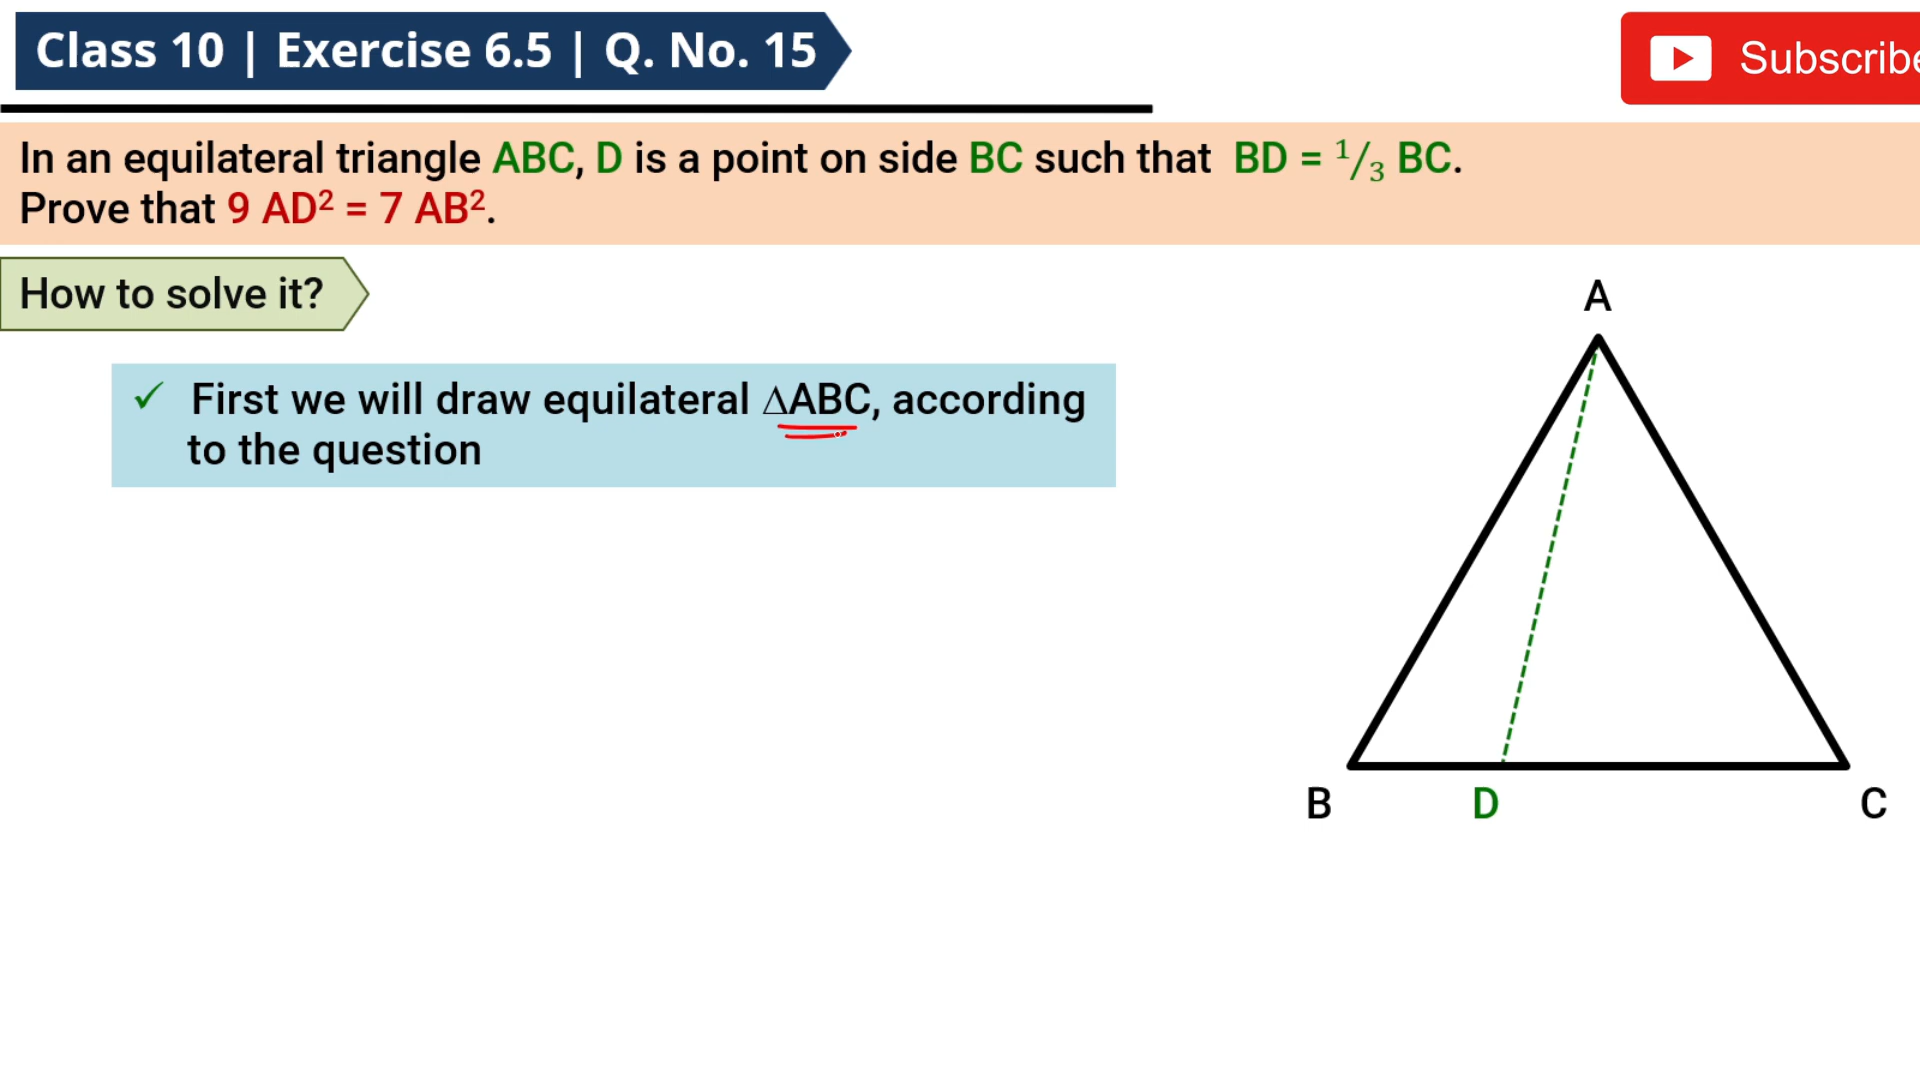 Class 10 | Exercise 6.5 | Q. No. 15
Subscribe
In an equilateral triangle ABC, D is a point on side BC such that BD = 1/3 BC.
Prove that 9 AD² = 7 AB².
How to solve it?
A
✓ First we will draw equilateral ΔABC, according
to the question
B D C